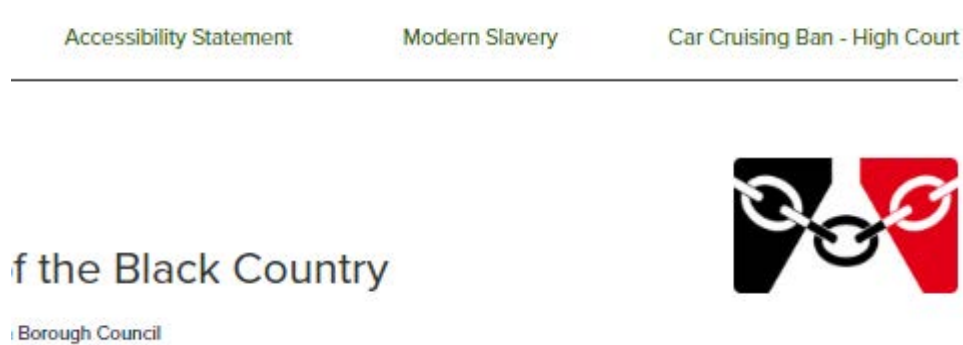 Accessibility Statement Modern Slavery Car Cruising Ban - High Court
f the Black Country
Borough Council